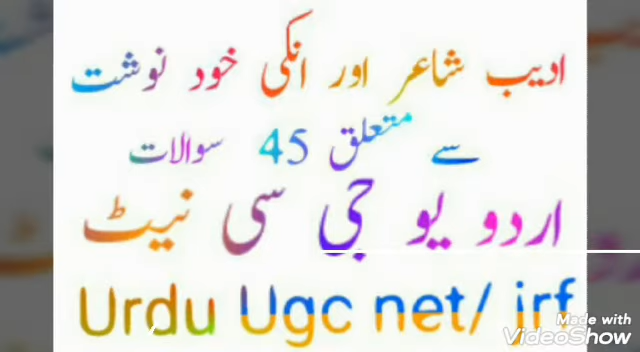 ادیب شاعر اور انکی خود نوشت
سے متعلق 45 سوالات
اردو یو جی سی نیٹ
Urdu Ugc net/ jrf
Made with
VideoShow